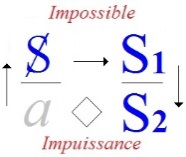 Impossible
$ → S1
a ◇ S2
Impuissance